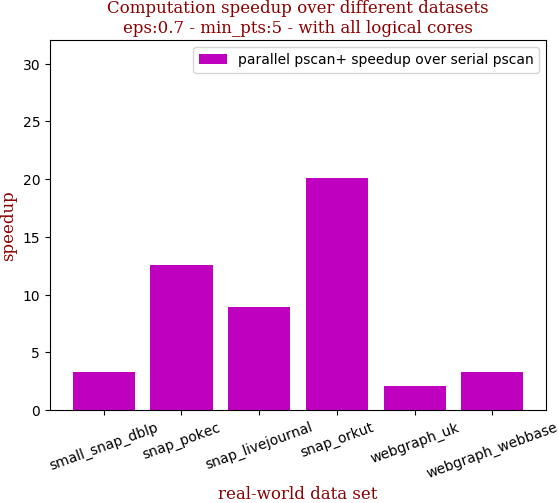 Computation speedup over different datasets
eps:0.7 - min_pts:5 - with all logical cores
parallel pscan+ speedup over serial pscan
speedup
30
25
20
15
10
5
0
small_snap_dblp
snap_pokec
snap_livejournal
snap_orkut
webgraph_uk
webgraph_webbase
real-world data set